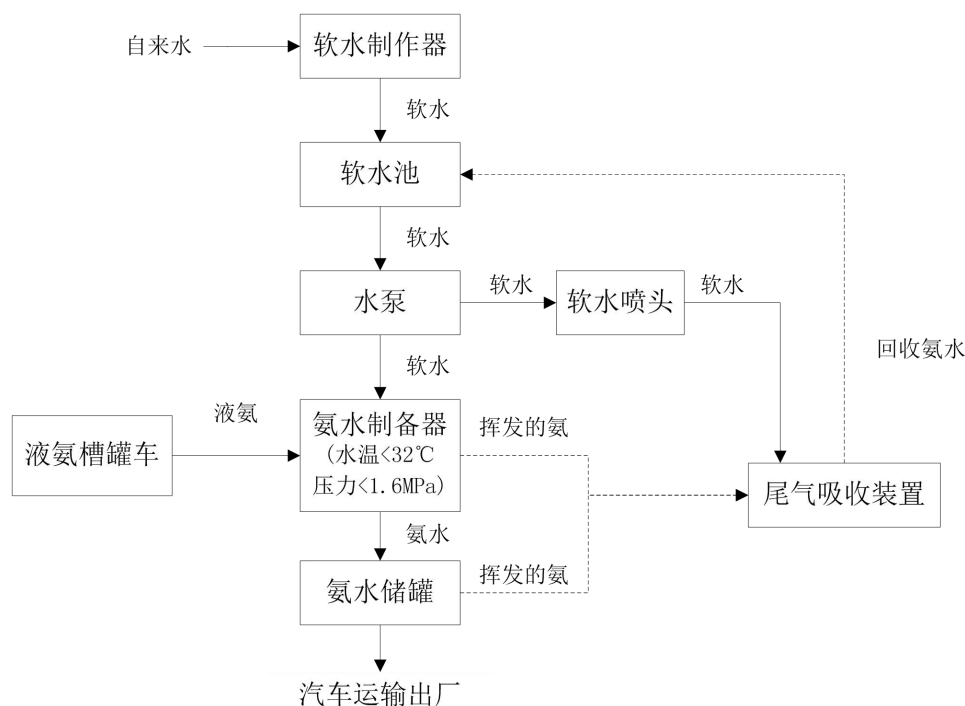 自来水
软水制作器
软水
软水池
软水
水泵
软水
软水喷头
软水
回收氨水
软水
液氨槽罐车
液氨
氨水制备器
(水温<32℃
压力<1.6MPa)
挥发的氨
尾气吸收装置
氨水
氨水储罐
挥发的氨
汽车运输出厂